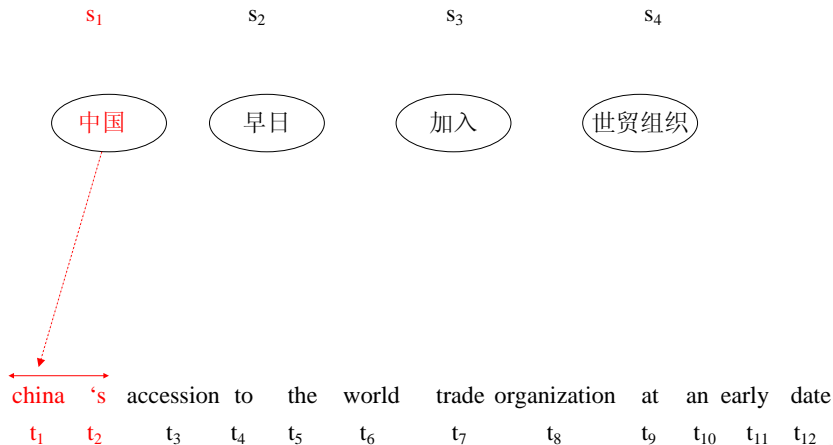 s₁ s₂ s₃ s₄
中国 早日 加入 世贸组织
china ‘s accession to the world trade organization at an early date
t₁ t₂ t₃ t₄ t₅ t₆ t₇ t₈ t₉ t₁₀ t₁₁ t₁₂